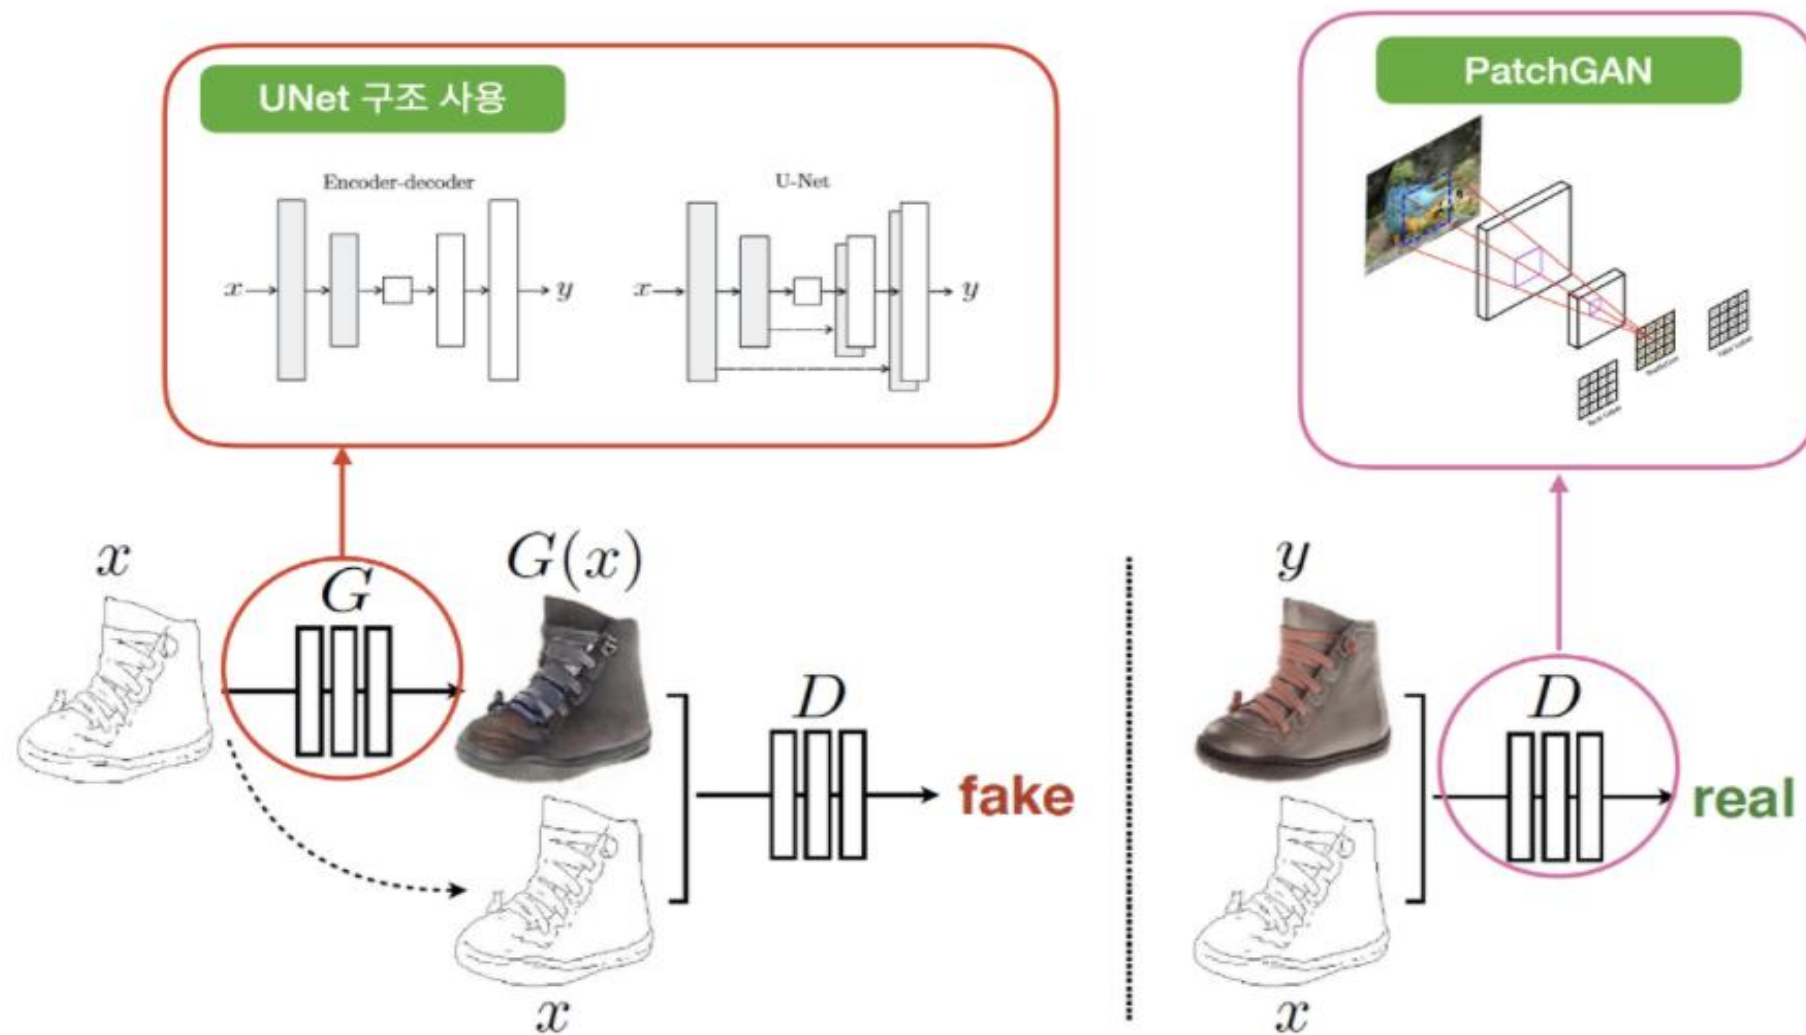 UNet 구조 사용
PatchGAN
Encoder-decoder
U-Net
x
y
x
y
x
G
G(x)
D
fake
x
y
D
real
x